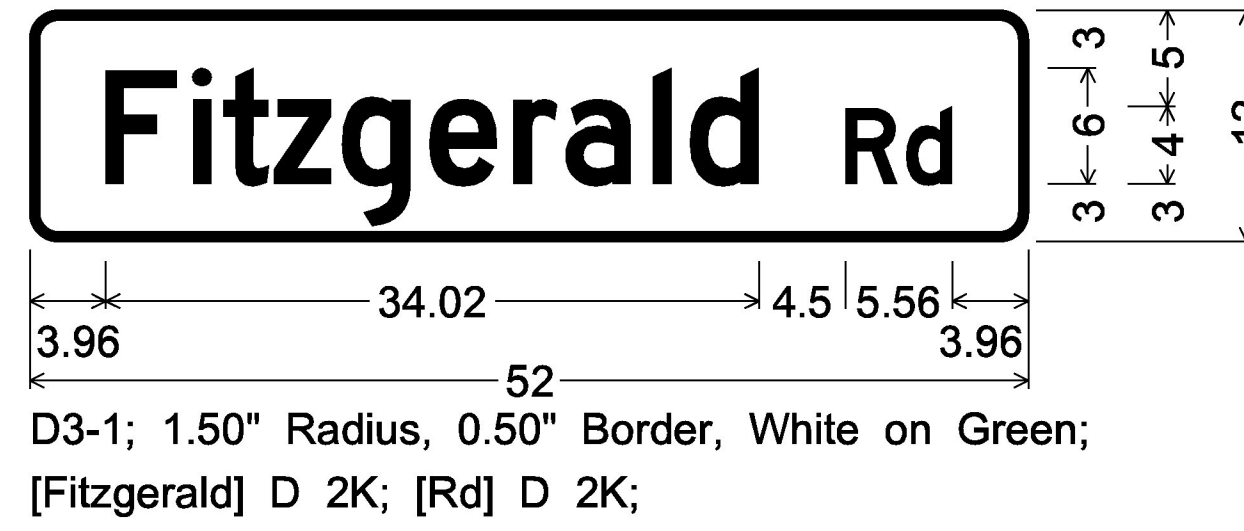 Fitzgerald Rd
3 6 3
5 4 3
34.02 4.5 5.56
3.96 3.96
52
D3-1; 1.50" Radius, 0.50" Border, White on Green;
[Fitzgerald] D 2K; [Rd] D 2K;